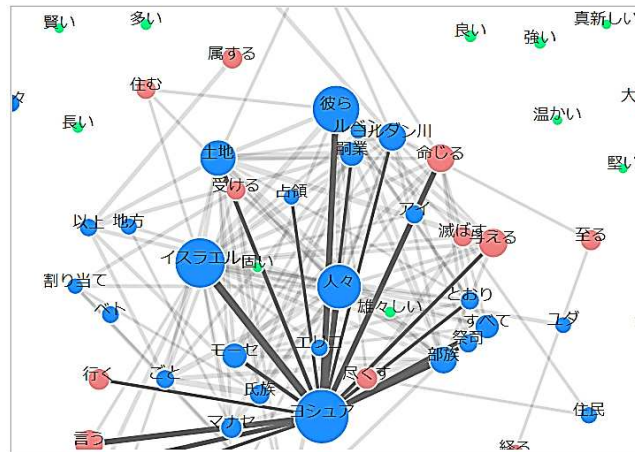 賢い
多い
良い
強い
真新しい
属する
住む
々
大
彼ら
ヨルダン川
嗣業
命じる
長い
温かい
堅い
土地
受ける
占領
アイ
以上
地方
滅ぼす
与える
至る
イスラエル
固い
人々
割り当て
ベト
雄々しい
とおり
すべて
ユダ
エリコ
モーセ
祭司
部族
行く
ごと
氏族
尽くす
ヨシュア
マナセ
住民
言う
経る